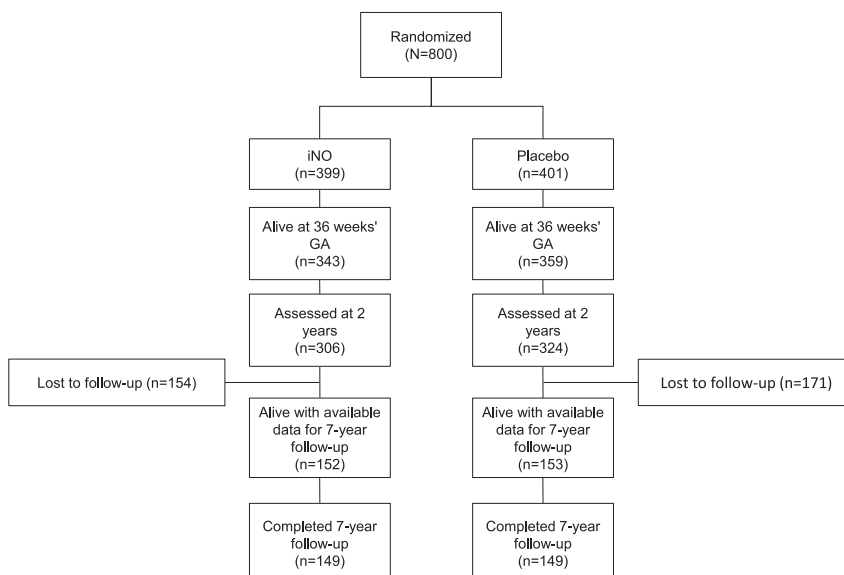 Randomized
(N=800)
iNO
(n=399)
Placebo
(n=401)
Alive at 36 weeks'
GA
(n=343)
Alive at 36 weeks'
GA
(n=359)
Assessed at 2
years
(n=306)
Assessed at 2
years
(n=324)
Lost to follow-up (n=154)
Lost to follow-up (n=171)
Alive with available
data for 7-year
follow-up
(n=152)
Alive with available
data for 7-year
follow-up
(n=153)
Completed 7-year
follow-up
(n=149)
Completed 7-year
follow-up
(n=149)